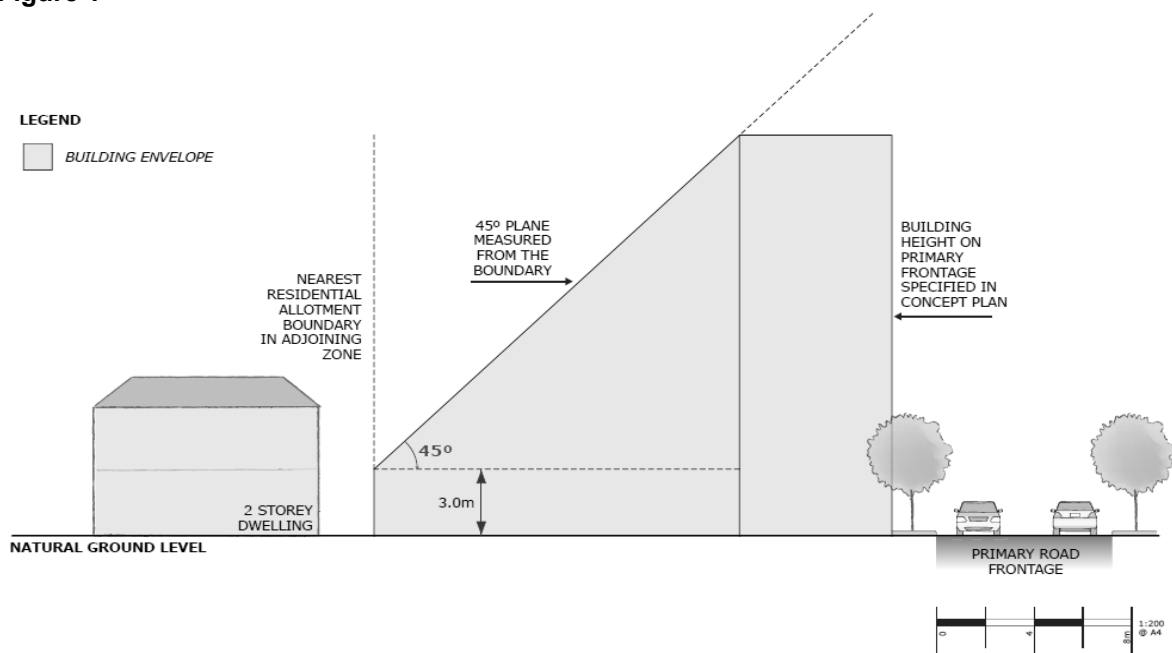 Figure
LEGEND
BUILDING ENVELOPE
45º PLANE
MEASURED
FROM THE
BOUNDARY
BUILDING
HEIGHT ON
PRIMARY
FRONTAGE
SPECIFIED IN
CONCEPT PLAN
NEAREST
RESIDENTIAL
ALLOTMENT
BOUNDARY
IN ADJOINING
ZONE
45º
3.0m
2 STOREY
DWELLING
NATURAL GROUND LEVEL
PRIMARY ROAD
FRONTAGE
0
4
8m
1:200
@ A4